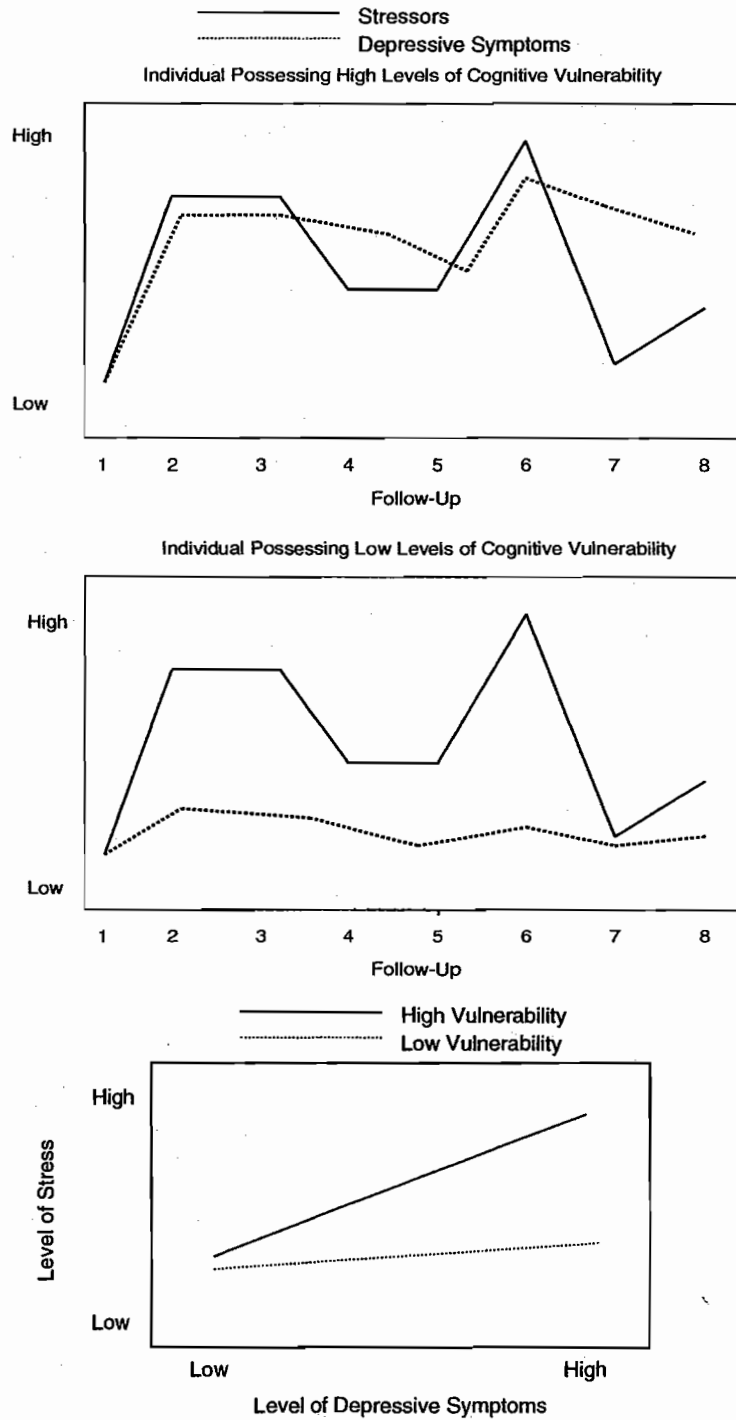 Stressors
Depressive Symptoms
Individual Possessing High Levels of Cognitive Vulnerability
High
Low
1 2 3 4 5 6 7 8
Follow-Up
Individual Possessing Low Levels of Cognitive Vulnerability
High
Low
1 2 3 4 5 6 7 8
Follow-Up
High Vulnerability
Low Vulnerability
High
Level of Stress
Low
Low High
Level of Depressive Symptoms